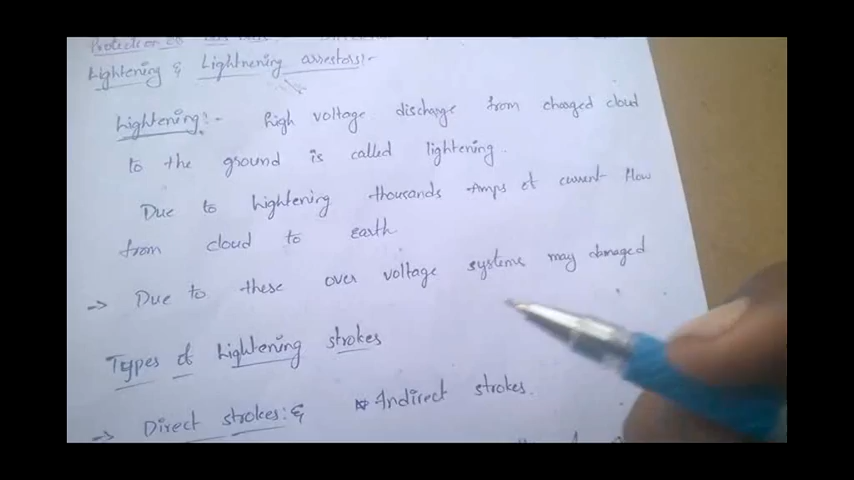 Protection of
Lightening & Lightnening arrestors:-
Lightening:- high voltage discharge from charged cloud
to the ground is called lightening.
Due to lightening thousands Amps of current flow
from cloud to earth
→ Due to these over voltage systems may damaged
Types of Lightening strokes
→ Direct strokes: & Indirect strokes.